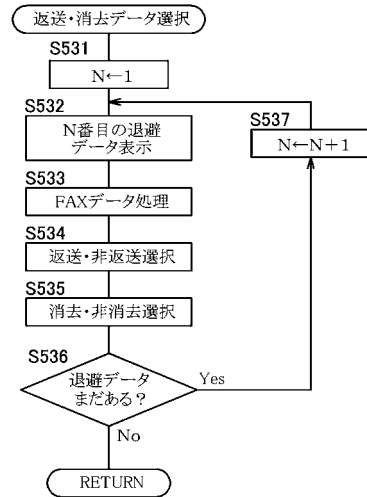 返送・消去データ選択
S531
N←1
S532
N番目の退避
データ表示
S537
N←N+1
S533
FAXデータ処理
S534
返送・非返送選択
S535
消去・非消去選択
S536
退避データ
まだある?
Yes
No
RETURN